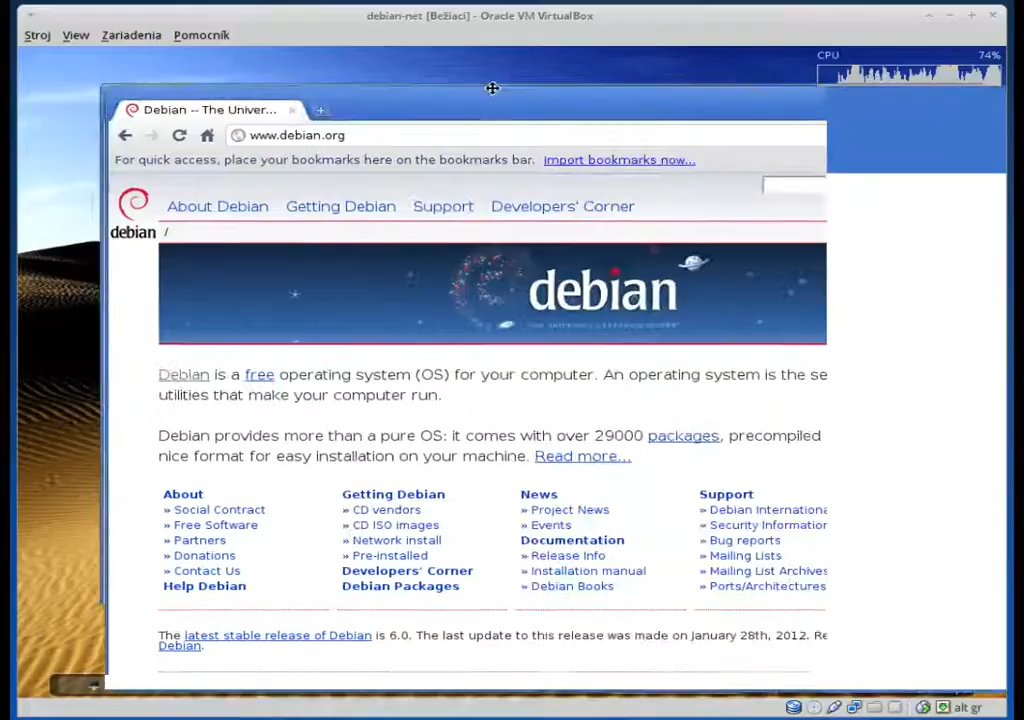 debian-net [Bežiaci] - Oracle VM VirtualBox
Stroj View Zariadenia Pomocník
CPU 74%
Debian -- The Univer...
www.debian.org
For quick access, place your bookmarks here on the bookmarks bar. Import bookmarks now...
About Debian Getting Debian Support Developers' Corner
debian /
debian
Debian is a free operating system (OS) for your computer. An operating system is the se
utilities that make your computer run.
Debian provides more than a pure OS: it comes with over 29000 packages, precompiled
nice format for easy installation on your machine. Read more...
About Getting Debian News Support
» Social Contract » CD vendors » Project News » Debian Internationa
» Free Software » CD ISO images » Events » Security Information
» Partners » Network install Documentation » Bug reports
» Donations » Pre-installed » Release Info » Mailing Lists
» Contact Us Developers' Corner » Installation manual » Mailing List Archives
Help Debian Debian Packages » Debian Books » Ports/Architectures
The latest stable release of Debian is 6.0. The last update to this release was made on January 28th, 2012. Re
Debian.
alt gr